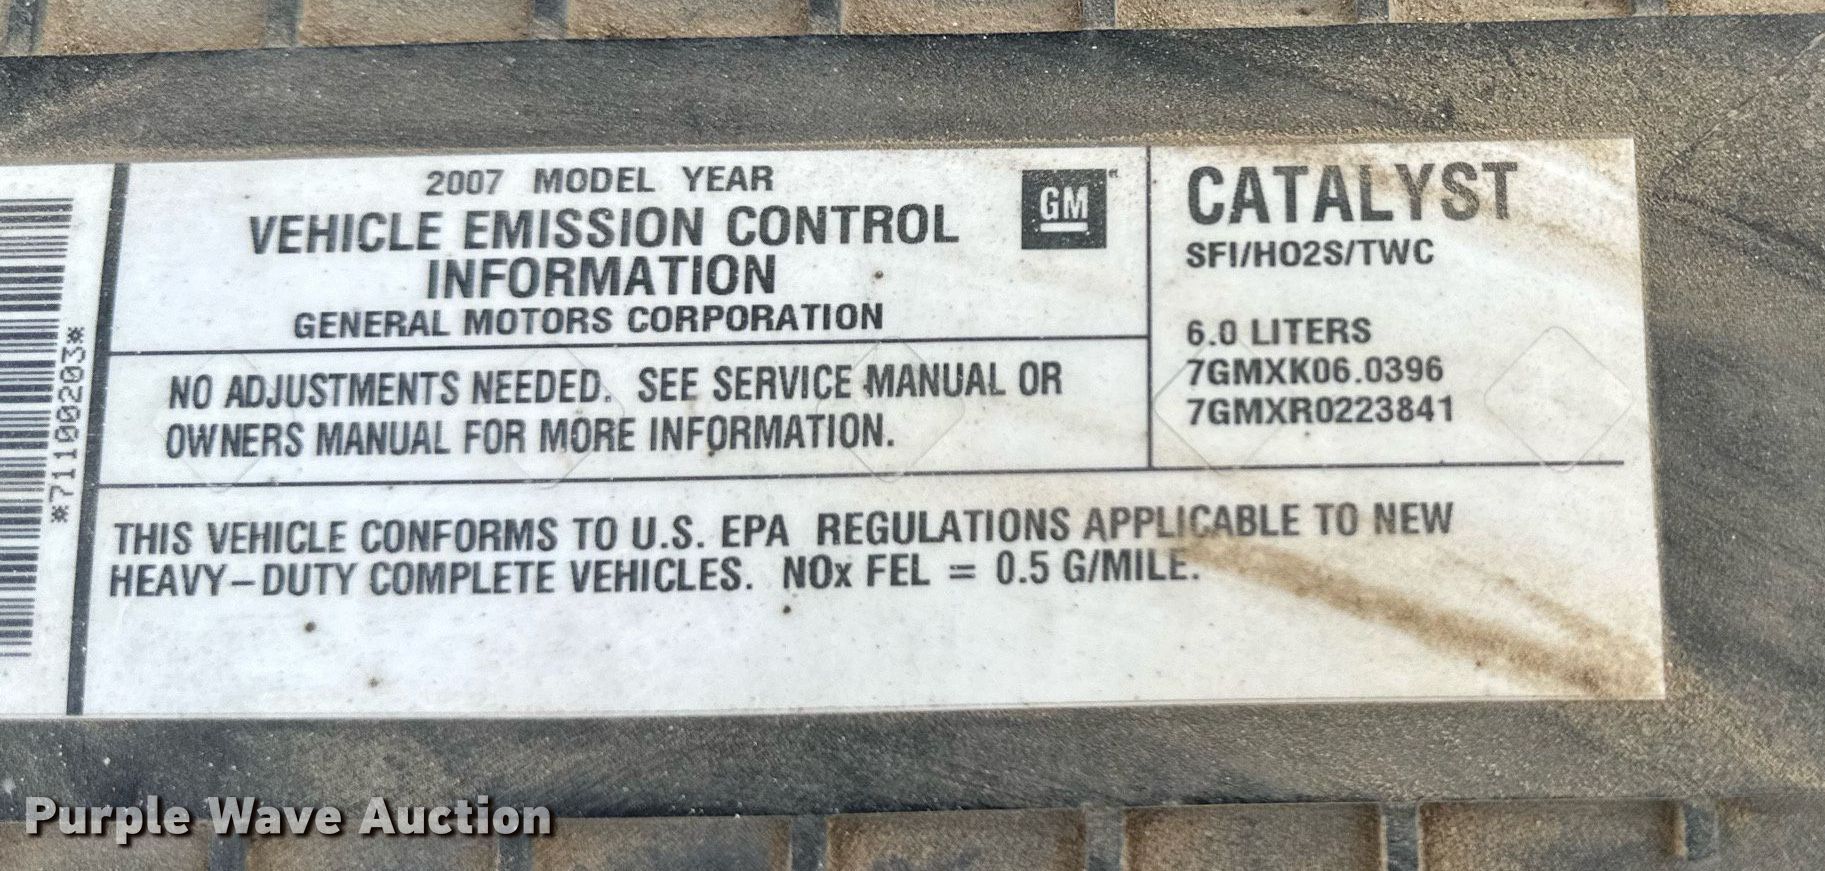 *711100203*
2007 MODEL YEAR
VEHICLE EMISSION CONTROL
INFORMATION
GENERAL MOTORS CORPORATION
GM
NO ADJUSTMENTS NEEDED. SEE SERVICE MANUAL OR
OWNERS MANUAL FOR MORE INFORMATION.
CATALYST
SFI/HO2S/TWC
6.0 LITERS
7GMXK06.0396
7GMXR0223841
THIS VEHICLE CONFORMS TO U.S. EPA REGULATIONS APPLICABLE TO NEW
HEAVY-DUTY COMPLETE VEHICLES. NOx FEL = 0.5 G/MILE.
Purple Wave Auction